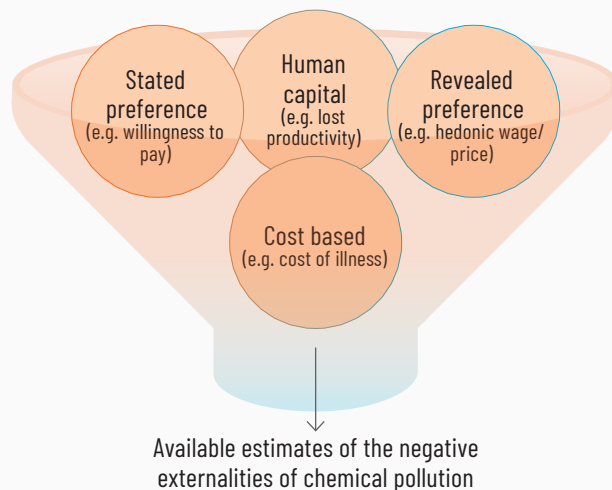 Stated
preference
(e.g. willingness to
pay)
Human
capital
(e.g. lost
productivity)
Revealed
preference
(e.g. hedonic wage/
price)
Cost based
(e.g. cost of illness)
Available estimates of the negative
externalities of chemical pollution